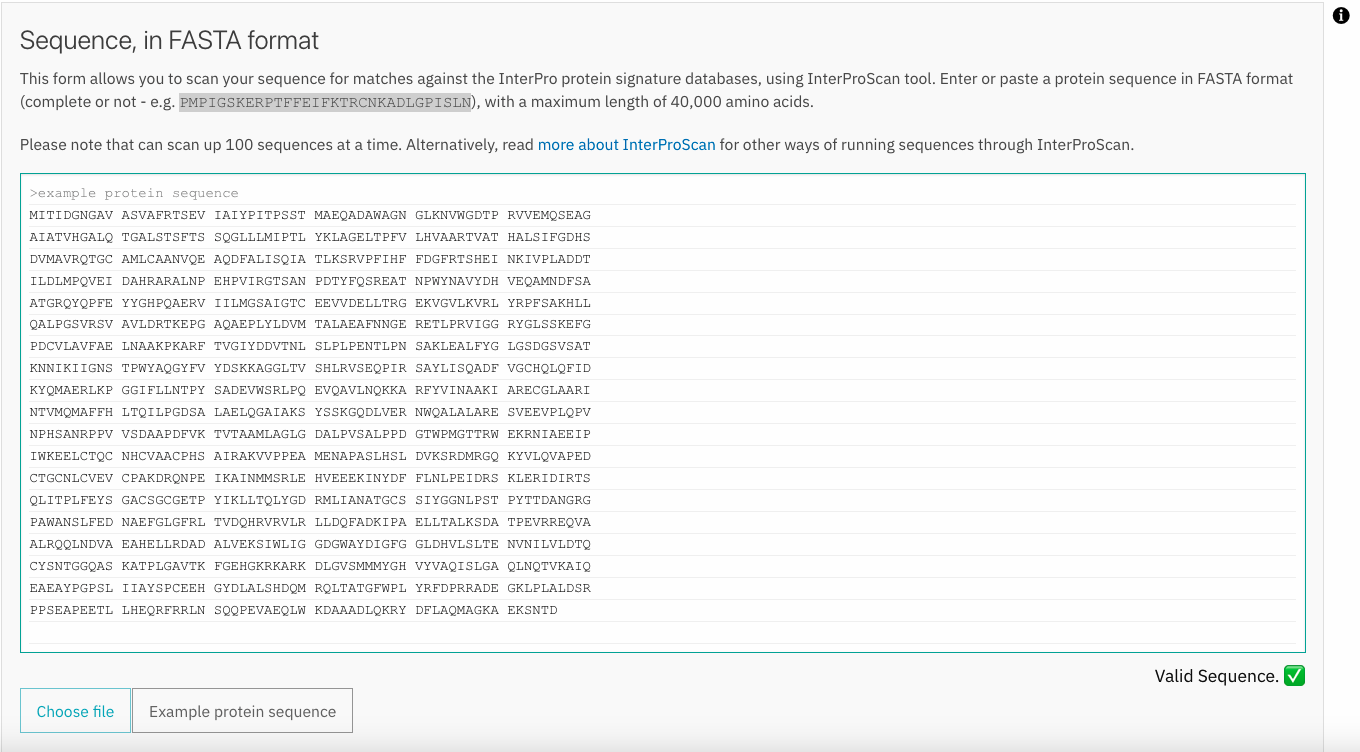 Sequence, in FASTA format
This form allows you to scan your sequence for matches against the InterPro protein signature databases, using InterProScan tool. Enter or paste a protein sequence in FASTA format
(complete or not - e.g. PMPIGSKERPTFFEIFKTRCNKADLGPISLN), with a maximum length of 40,000 amino acids.
Please note that can scan up 100 sequences at a time. Alternatively, read more about InterProScan for other ways of running sequences through InterProScan.
>example protein sequence
MITIDGNGAV ASVAFRTSEV IAIYPITPSST MAEQADAWAGN GLKNVWGDTP RVVEMQSEAG
AIATVHGALQ TGALSTSFTS SQGLLLMIPTL YKLAGELTPFV LHVAARTVAT HALSIFGDHS
DVMAVRQTGC AMLCAANVQE AQDFALISQIA TLKSRVPFIHF FDGFRTSHEI NKIVPLADDT
ILDLMPQVEI DAHRARALNP EHPVIRGTSAN PDTYFQSREAT NPWYNAVYDH VEQAMNDFSA
ATGRQYQPFE YYGHPQAERV IILMGSAIGTC EEVVDELLTRG EKVGVLKVRL YRPFSAKHLL
QALPGSVRSV AVLDRTKEPG AQAEPLYLDVM TALAEAFNNGE RETLPRVIGG RYGLSSKEFG
PDCVLAVFAE LNAAKPKARF TVGIYDDVTNL SLPLPENTLPN SAKLEALFYG LGSDGSVSAT
KNNIKIIGNS TPWYAQGYFV YDSKKAGGLTV SHLRVSEQPIR SAYLISQADF VGCHQLQFID
KYQMAERLKP GGIFLLNTPY SADEVWSRLPQ EVQAVLNQKKA RFYVINAAKI ARECGLAARI
NTVMQMAFFH LTQILPGDSA LAELQGAIAKS YSSKGQDLVER NWQALALARE SVEEVPLQPV
NPHSANRPPV VSDAAPDFVK TVTAAMLAGLG DALPVSALPPD GTWPMGTTRW EKRNIAEEIP
IWKEELCTQC NHCVAACPHS AIRAKVVPPEA MENAPASLHSL DVKSRDMRGQ KYVLQVAPED
CTGCNLCVEV CPAKDRQNPE IKAINMMSRLE HVEEEKINYDF FLNLPEIDRS KLERIDIRTS
QLITPLFEYS GACSGCGETP YIKLLTQLYGD RMLIANATGCS SIYGGNLPST PYTTDANGRG
PAWANSLFED NAEFGLGFRL TVDQHRVRVLR LLDQFADKIPA ELLTALKSDA TPEVRREQVA
ALRQQLNDVA EAHELLRDAD ALVEKSIWLIG GDGWAYDIGFG GLDHVLSLTE NVNILVLDTQ
CYSNTGGQAS KATPLGAVTK FGEHGKRKARK DLGVSMMMYGH VYVAQISLGA QLNQTVKAIQ
EAEAYPGPSL IIAYSPCEEH GYDLALSHDQM RQLTATGFWPL YRFDPRRADE GKLPLALDSR
PPSEAPEETL LHEQRFRRLN SQQPEVAEQLW KDAAADLQKRY DFLAQMAGKA EKSNTD
Valid Sequence. ✅
Choose file
Example protein sequence